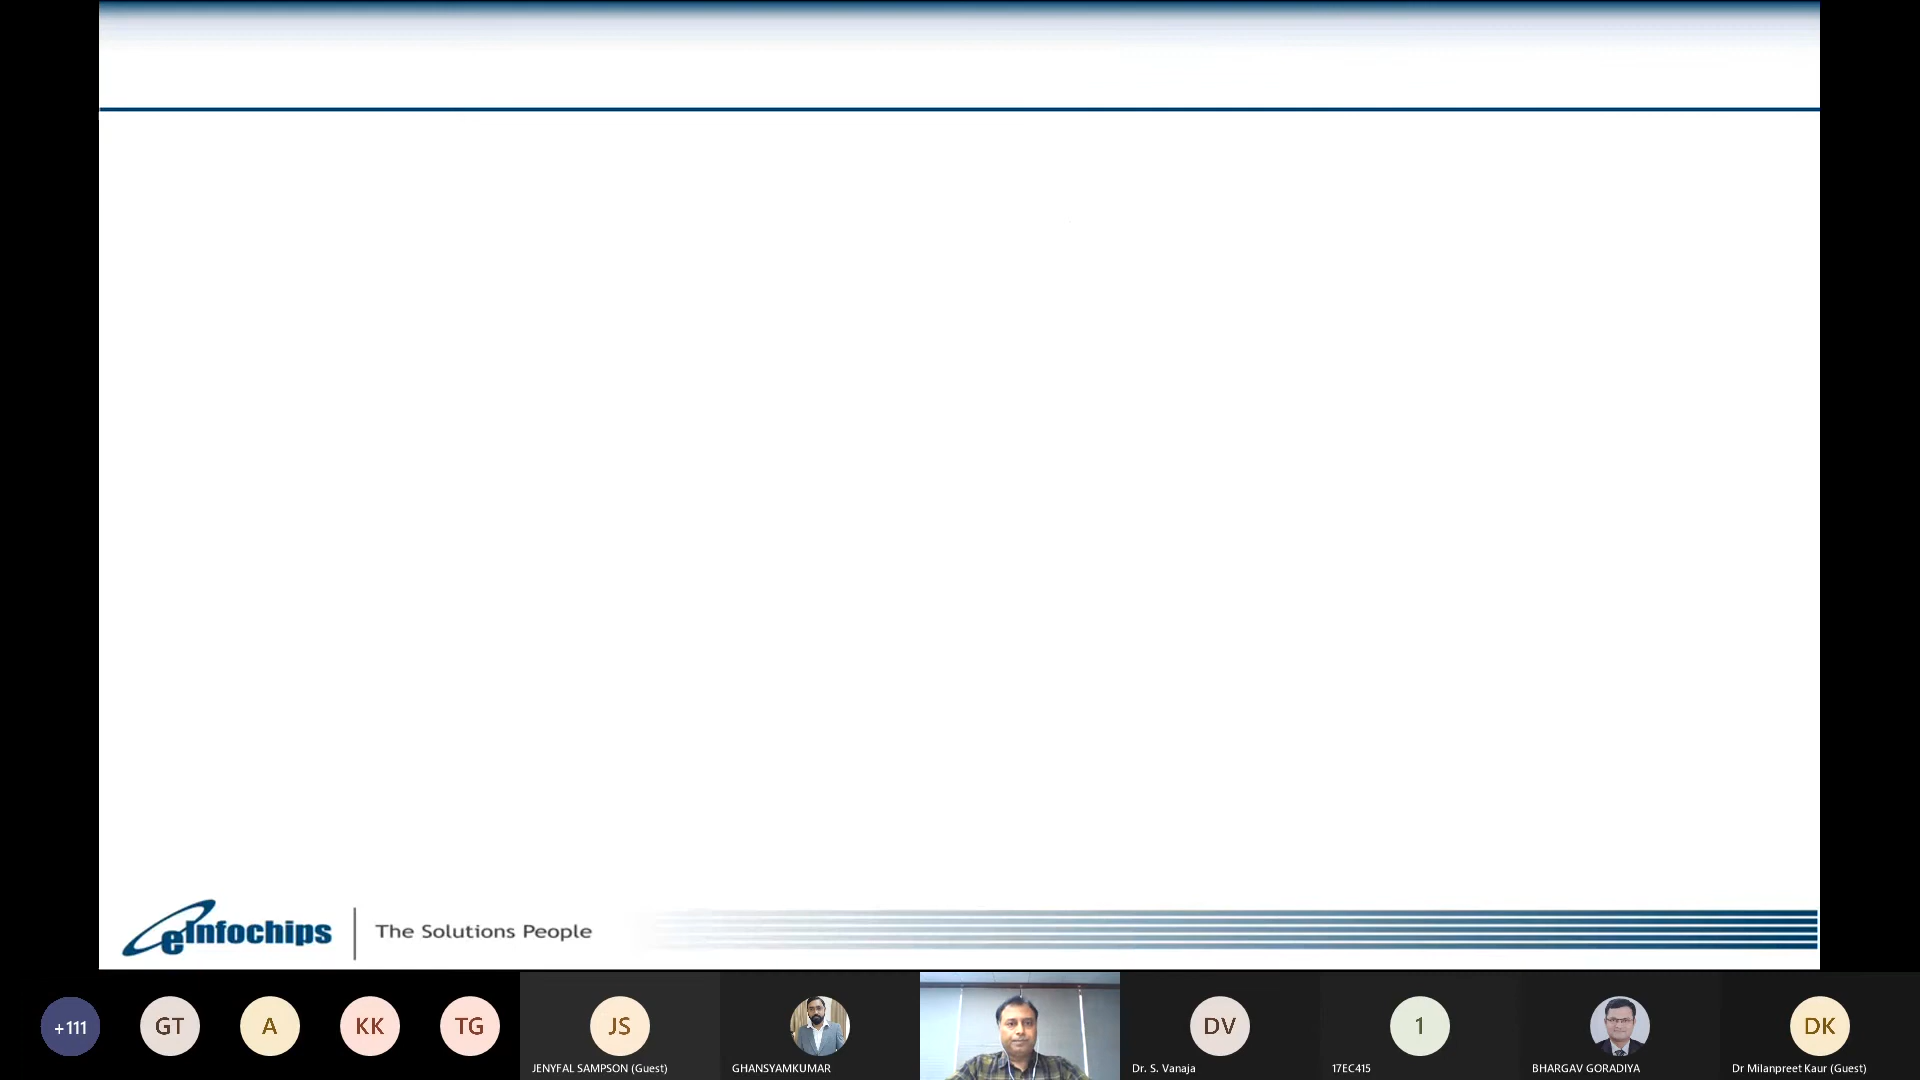 eInfochips
The Solutions People
+111
GT
A
KK
TG
JS
JENYFAL SAMPSON (Guest)
GHANSYAMKUMAR
DV
Dr. S. Vanaja
1
17EC415
BHARGAV GORADIYA
DK
Dr Milanpreet Kaur (Guest)